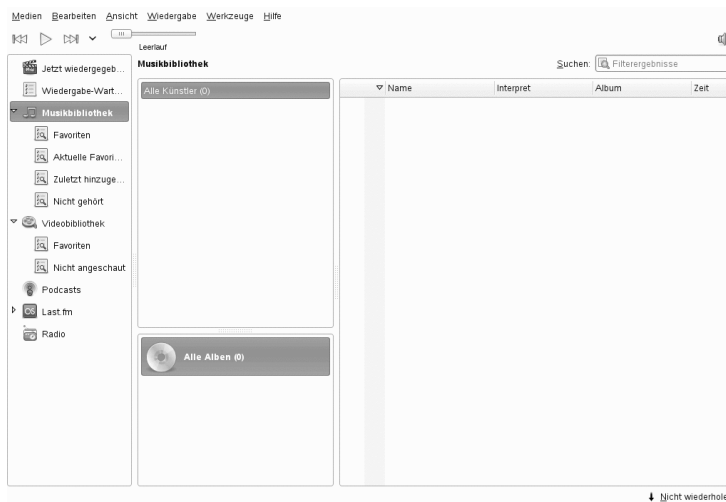 Medien Bearbeiten Ansicht Wiedergabe Werkzeuge Hilfe
Leerlauf
Jetzt wiedergegeb...
Wiedergabe-Wart...
Musikbibliothek
Favoriten
Aktuelle Favori...
Zuletzt hinzuge...
Nicht gehört
Videobibliothek
Favoriten
Nicht angeschaut
Podcasts
Last.fm
Radio
Musikbibliothek
Suchen: Filterergebnisse
Alle Künstler (0)
Alle Alben (0)
Name Interpret Album Zeit
Nicht wiederhole